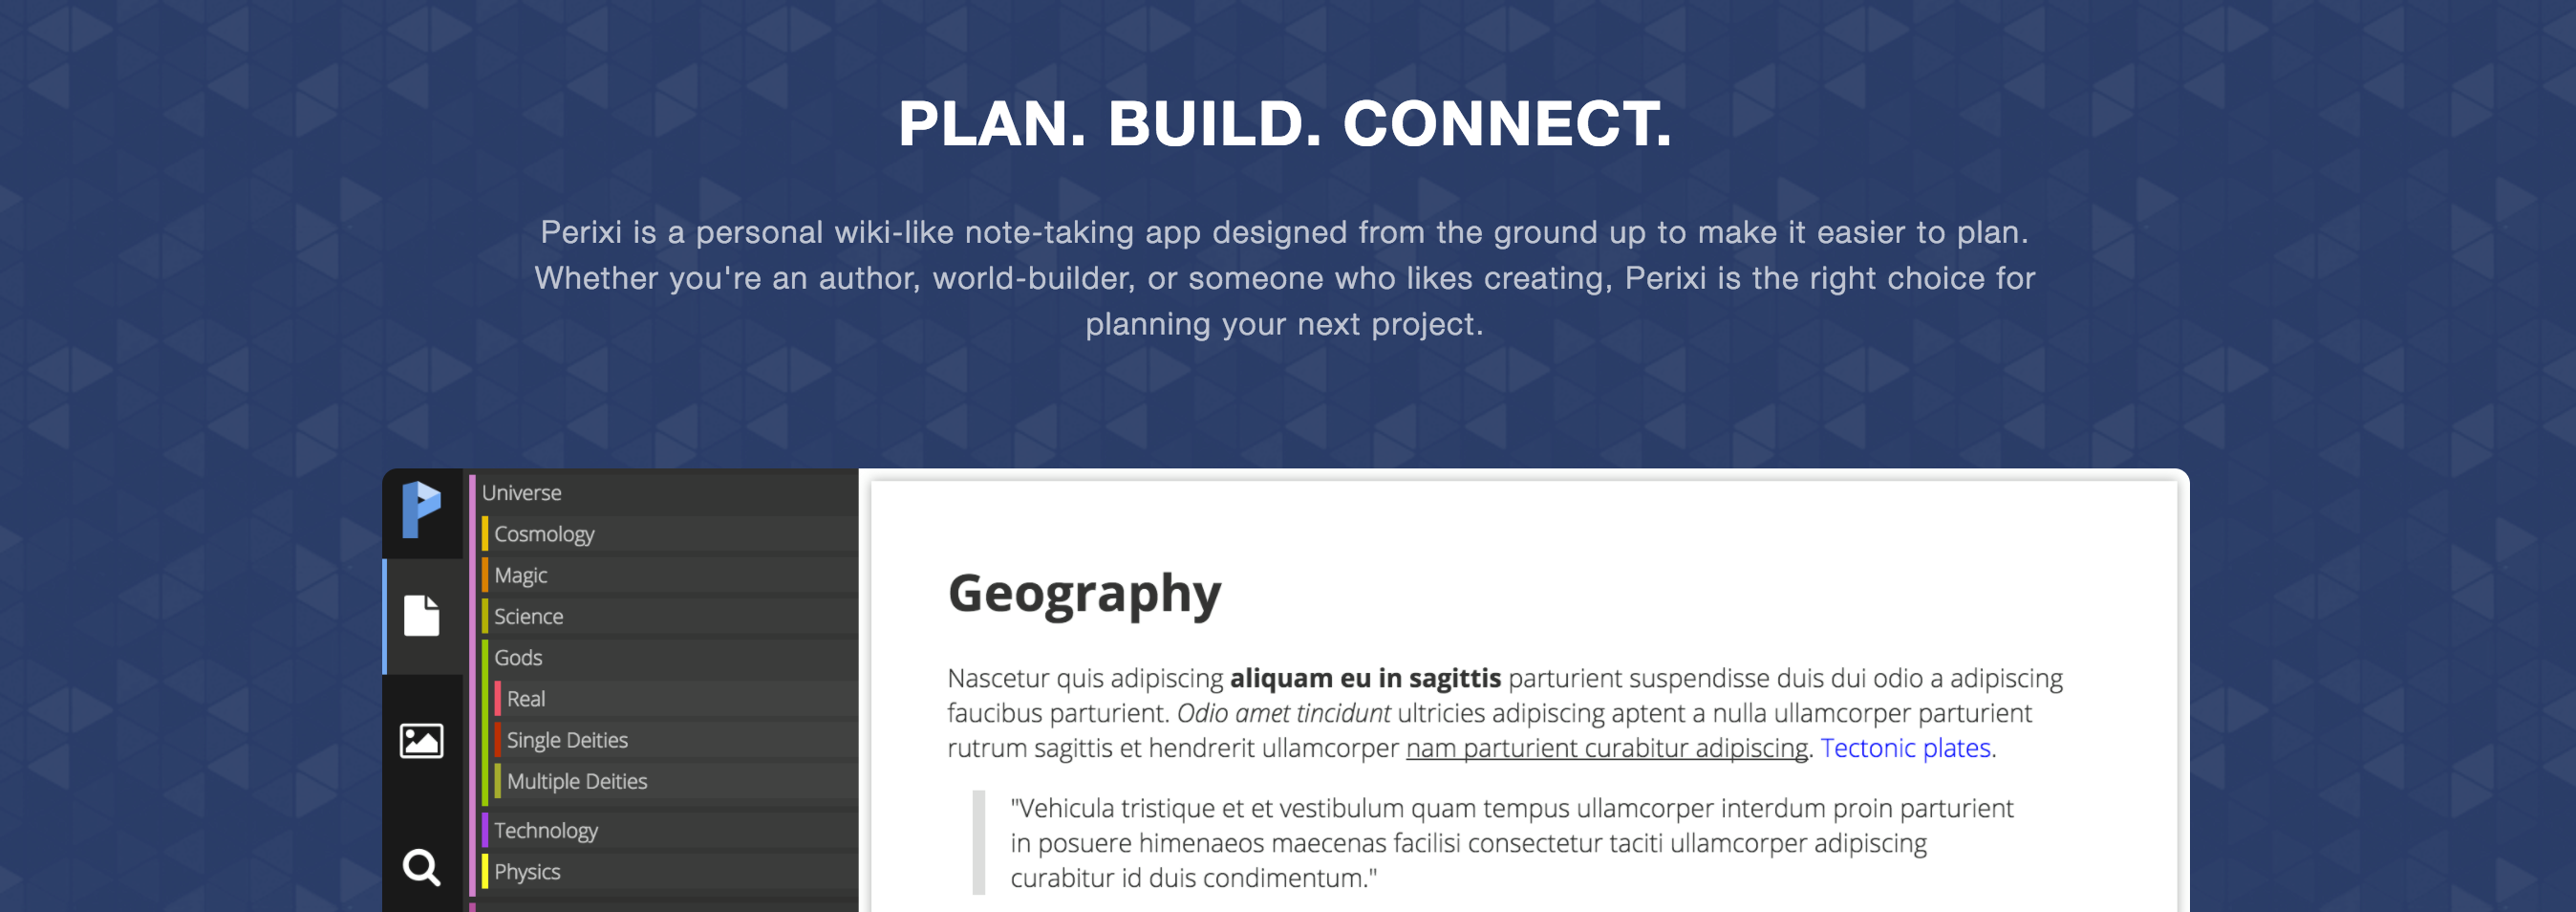 PLAN. BUILD. CONNECT.
Perixi is a personal wiki-like note-taking app designed from the ground up to make it easier to plan.
Whether you're an author, world-builder, or someone who likes creating, Perixi is the right choice for
planning your next project.
Universe
Cosmology
Magic
Science
Gods
Real
Single Deities
Multiple Deities
Technology
Physics
Geography
Nascetur quis adipiscing aliquam eu in sagittis parturient suspendisse duis dui odio a adipiscing
faucibus parturient. Odio amet tincidunt ultricies adipiscing aptent a nulla ullamcorper parturient
rutrum sagittis et hendrerit ullamcorper nam parturient curabitur adipiscing. Tectonic plates.
"Vehicula tristique et et vestibulum quam tempus ullamcorper interdum proin parturient
in posuere himenaeos maecenas facilisi consectetur taciti ullamcorper adipiscing
curabitur id duis condimentum."